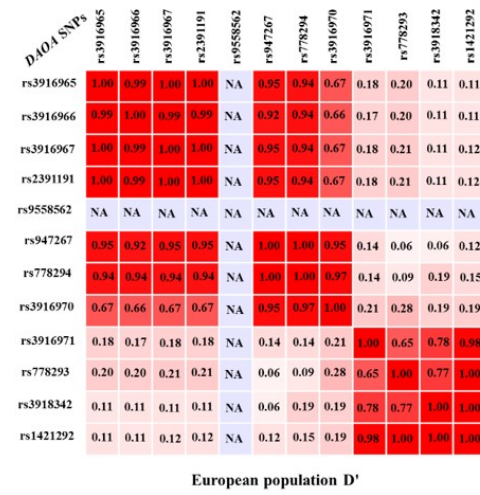 DAOA SNPs rs3916965 rs3916966 rs3916967 rs2391191 rs9558562 rs947267 rs778294 rs3916970 rs3916971 rs778293 rs3918342 rs1421292
rs3916965 1.00 0.99 1.00 1.00 NA 0.95 0.94 0.67 0.18 0.20 0.11 0.11
rs3916966 0.99 1.00 0.99 0.99 NA 0.92 0.94 0.66 0.17 0.20 0.11 0.11
rs3916967 1.00 0.99 1.00 1.00 NA 0.95 0.94 0.67 0.18 0.21 0.11 0.12
rs2391191 1.00 0.99 1.00 1.00 NA 0.95 0.94 0.67 0.18 0.21 0.11 0.12
rs9558562 NA NA NA NA NA NA NA NA NA NA NA NA
rs947267 0.95 0.92 0.95 0.95 NA 1.00 1.00 0.95 0.14 0.06 0.06 0.12
rs778294 0.94 0.94 0.94 0.94 NA 1.00 1.00 0.97 0.14 0.09 0.19 0.15
rs3916970 0.67 0.66 0.67 0.67 NA 0.95 0.97 1.00 0.21 0.28 0.19 0.19
rs3916971 0.18 0.17 0.18 0.18 NA 0.14 0.14 0.21 1.00 0.65 0.78 0.98
rs778293 0.20 0.20 0.21 0.21 NA 0.06 0.09 0.28 0.65 1.00 0.77 1.00
rs3918342 0.11 0.11 0.11 0.11 NA 0.06 0.19 0.19 0.78 0.77 1.00 1.00
rs1421292 0.11 0.11 0.12 0.12 NA 0.12 0.15 0.19 0.98 1.00 1.00 1.00
European population D'